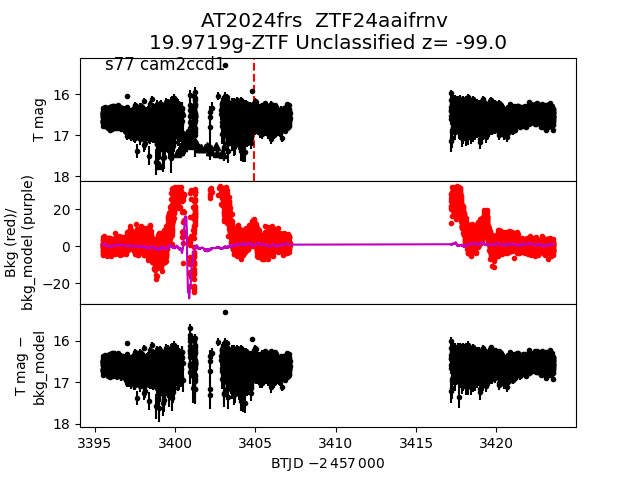 AT2024frs  ZTF24aaifrnv
19.9719g-ZTF Unclassified z= -99.0
s77 cam2ccd1
16
17
18
T mag
20
0
−20
Bkg (red)/
bkg_model (purple)
16
17
18
T mag −
bkg_model
3395 3400 3405 3410 3415 3420
BTJD −2 457 000